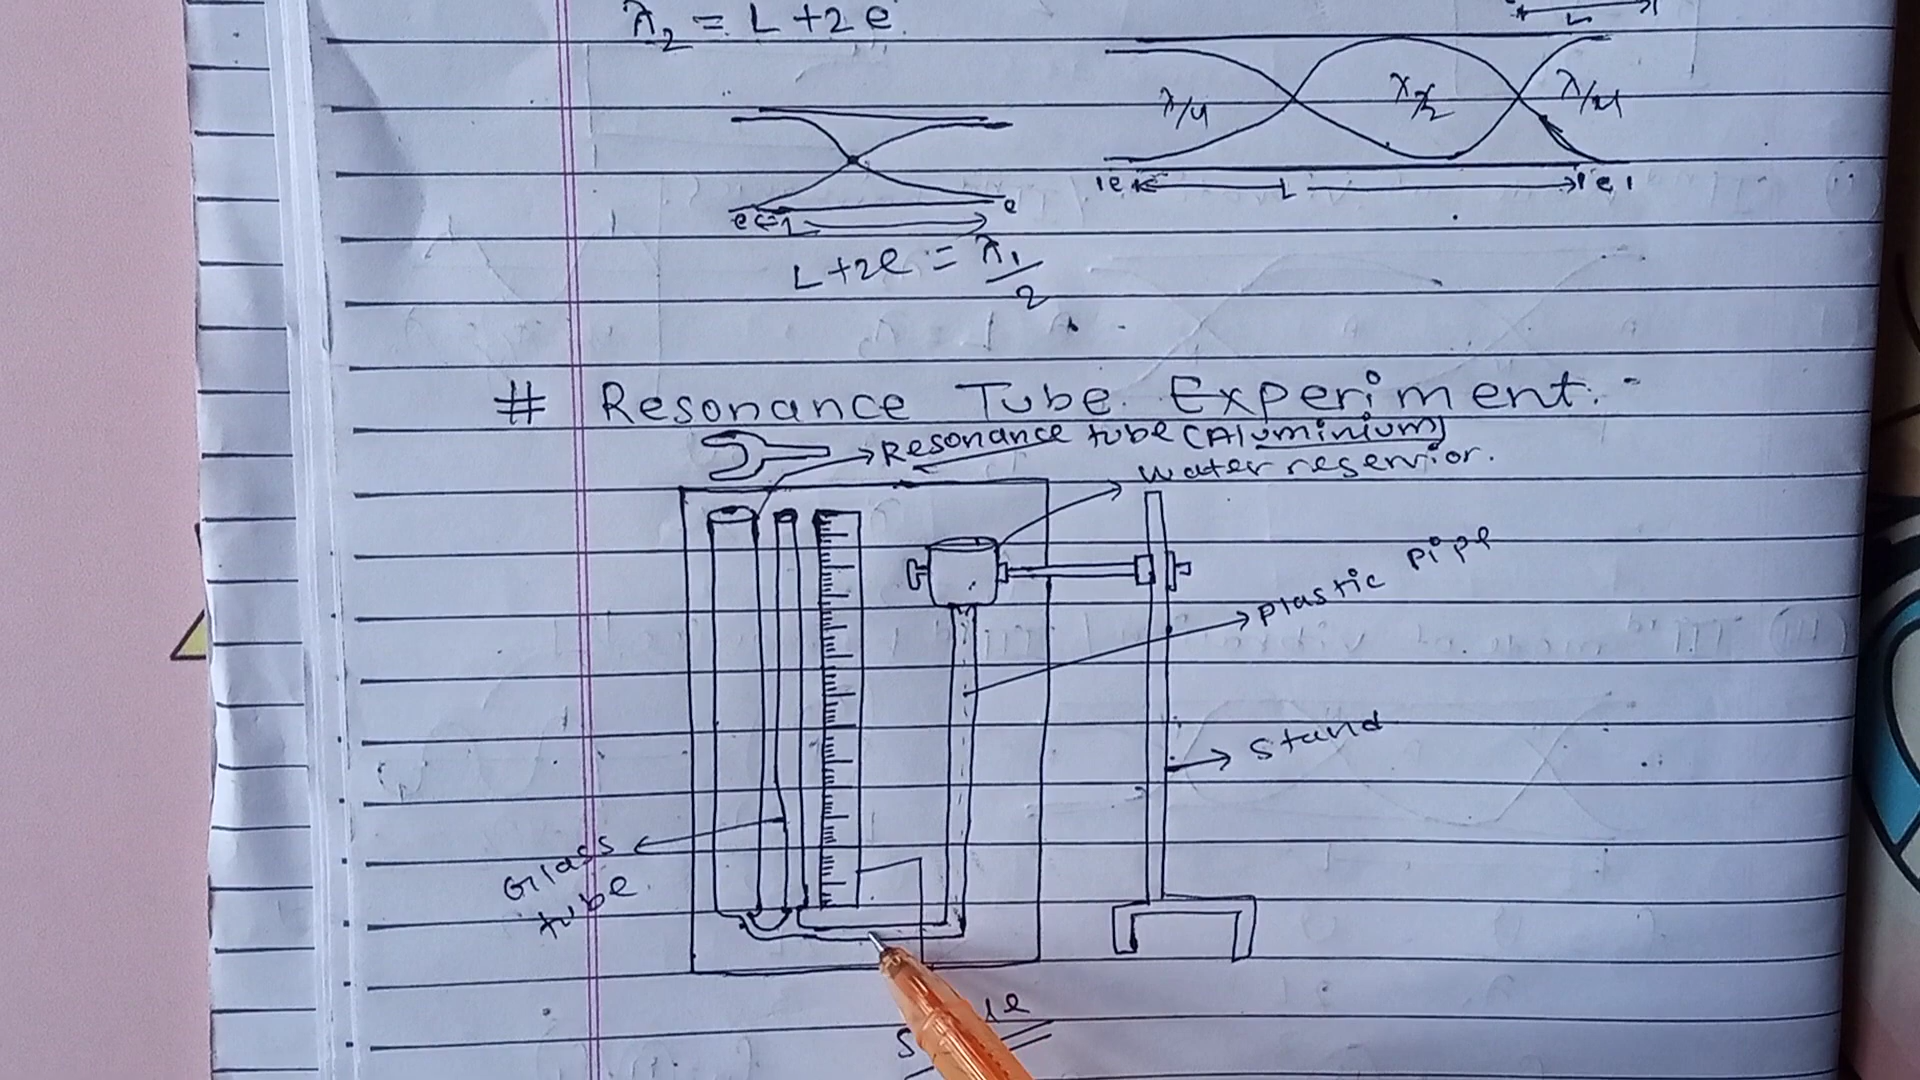 λ₂ = L + 2e
L
λ/4
λ/2
λ/4
e L e
e L e
L + 2e = λ₁/2
# Resonance Tube Experiment :-
Resonance tube (Aluminium)
water reservior.
plastic pipe
stand
Glass
tube